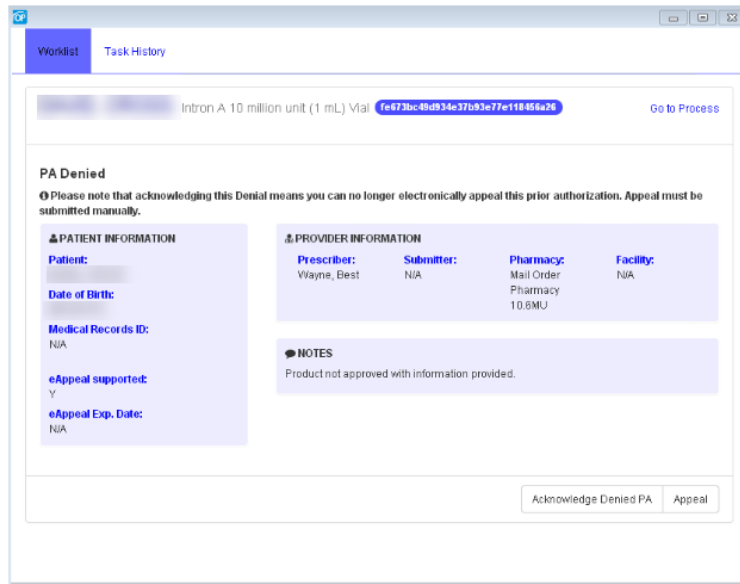 OP
Worklist Task History
Intron A 10 million unit (1 mL) Vial fe673bc49d934e37b93e77e118456a26 Go to Process
PA Denied
Please note that acknowledging this Denial means you can no longer electronically appeal this prior authorization. Appeal must be
submitted manually.
PATIENT INFORMATION
Patient:
Date of Birth:
Medical Records ID:
N/A
eAppeal supported:
Y
eAppeal Exp. Date:
N/A
PROVIDER INFORMATION
Prescriber: Submitter: Pharmacy: Facility:
Wayne, Best N/A Mail Order N/A
Pharmacy
10.6MU
NOTES
Product not approved with information provided.
Acknowledge Denied PA Appeal